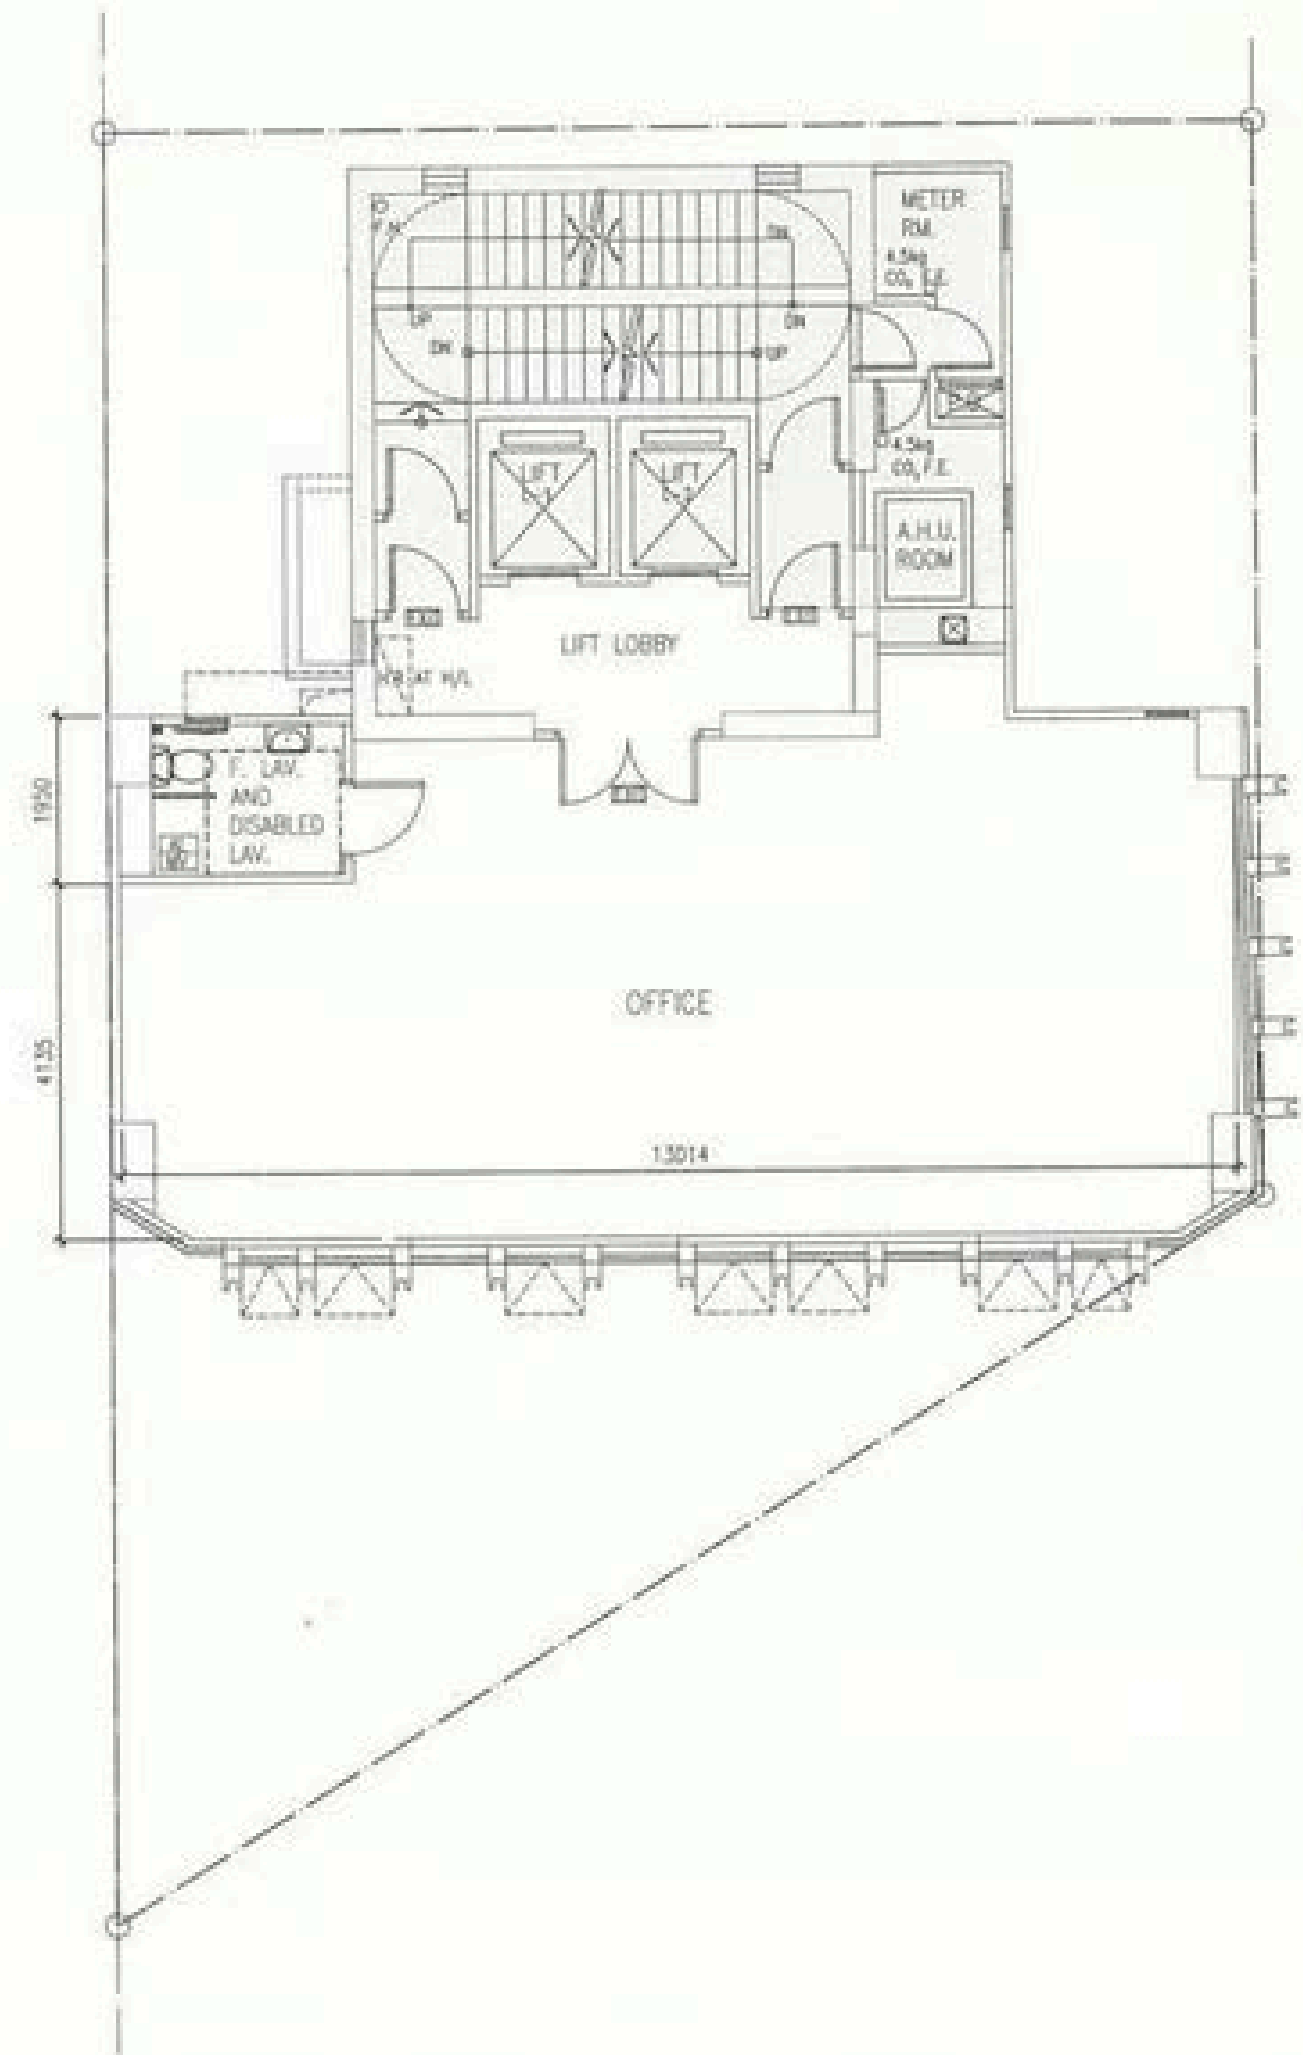 METER
RM.
4.5kg
CO₂ F.E.
DN
UP
DN
DN
UP
4.5kg
CO₂ F.E.
LIFT
LIFT
A.H.U.
ROOM
LIFT LOBBY
AT H/L
F. LAV.
AND
DISABLED
LAV.
1950
OFFICE
4135
13014